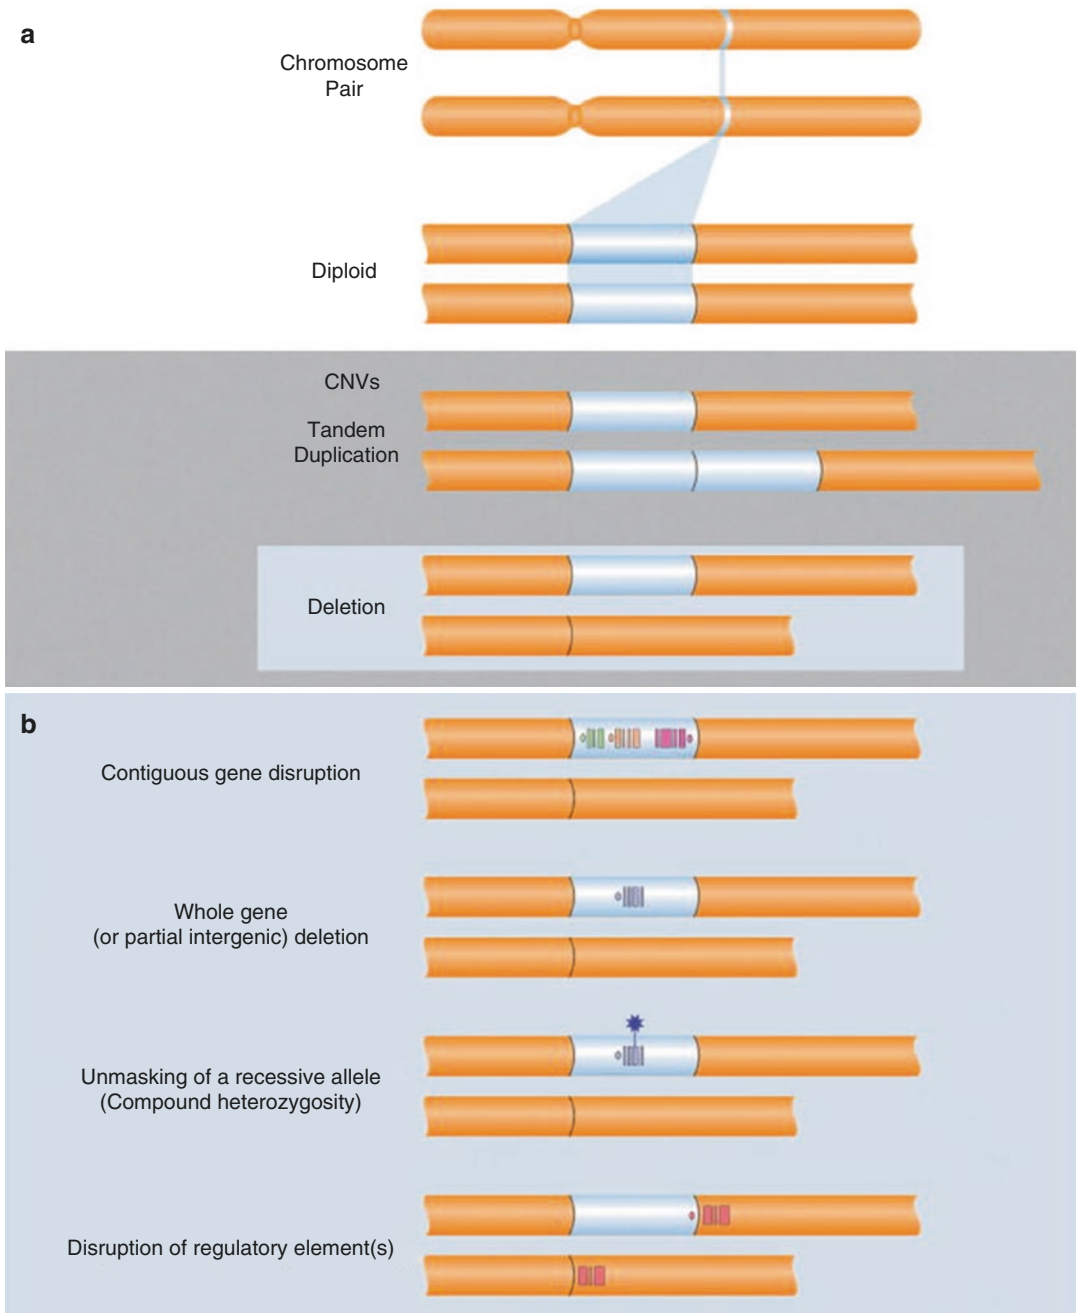 a
Chromosome
Pair
Diploid
CNVs
Tandem
Duplication
Deletion
b
Contiguous gene disruption
Whole gene
(or partial intergenic) deletion
Unmasking of a recessive allele
(Compound heterozygosity)
Disruption of regulatory element(s)